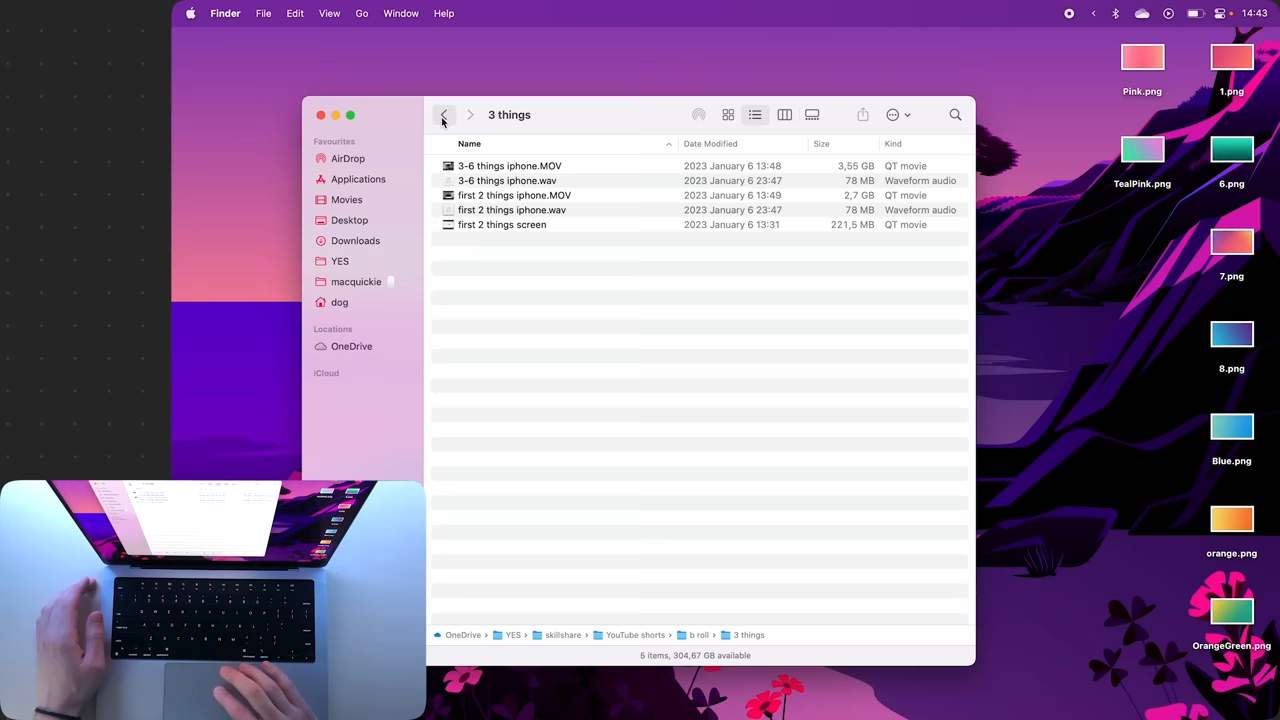 Finder File Edit View Go Window Help 14:43
Pink.png 1.png
TealPink.png 6.png
7.png
8.png
Blue.png
orange.png
OrangeGreen.png
3 things
Favourites
AirDrop
Applications
Movies
Desktop
Downloads
YES
macquickie
dog
Locations
OneDrive
iCloud
Name Date Modified Size Kind
3-6 things iphone.MOV 2023 January 6 13:48 3,55 GB QT movie
3-6 things iphone.wav 2023 January 6 23:47 78 MB Waveform audio
first 2 things iphone.MOV 2023 January 6 13:49 2,7 GB QT movie
first 2 things iphone.wav 2023 January 6 23:47 78 MB Waveform audio
first 2 things screen 2023 January 6 13:31 221,5 MB QT movie
OneDrive › YES › skillshare › YouTube shorts › b roll › 3 things
5 items, 304,67 GB available